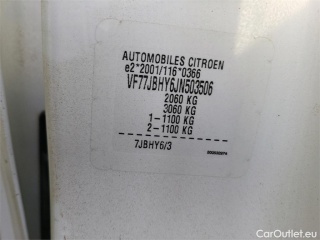 AUTOMOBILES CITROEN
e2*2001/116*0366
VF77JBHY6JN503506
2060 KG
3060 KG
1-1100 KG
2-1100 KG
7JBHY6/3
CarOutlet.eu